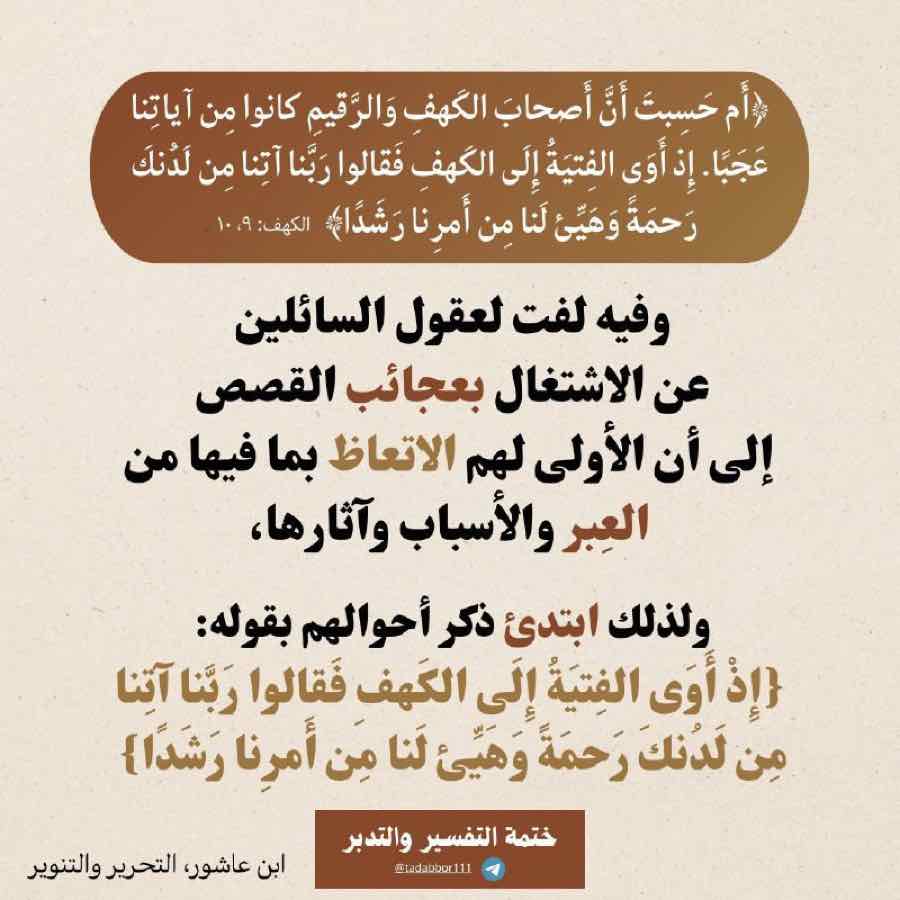 ﴿أَم حَسِبتَ أَنَّ أَصحابَ الكَهفِ وَالرَّقيمِ كانوا مِن آياتِنا
عَجَبًا. إِذ أَوَى الفِتيَةُ إِلَى الكَهفِ فَقالوا رَبَّنا آتِنا مِن لَدُنكَ
رَحمَةً وَهَيِّئ لَنا مِن أَمرِنا رَشَدًا﴾ الكهف: ٩، ١٠ .
وفيه لفت لعقول السائلين
عن الاشتغال بعجائب القصص
إلى أن الأولى لهم الاتعاظ بما فيها من
العِبر والأسباب وآثارها،
ولذلك ابتدئ ذكر أحوالهم بقوله:
{إِذْ أَوَى الفِتيَةُ إِلَى الكَهفِ فَقالوا رَبَّنا آتِنا
مِن لَدُنكَ رَحمَةً وَهَيِّئ لَنا مِن أَمرِنا رَشَدًا}
ختمة التفسير والتدبر
@tadabbor111
ابن عاشور، التحرير والتنوير